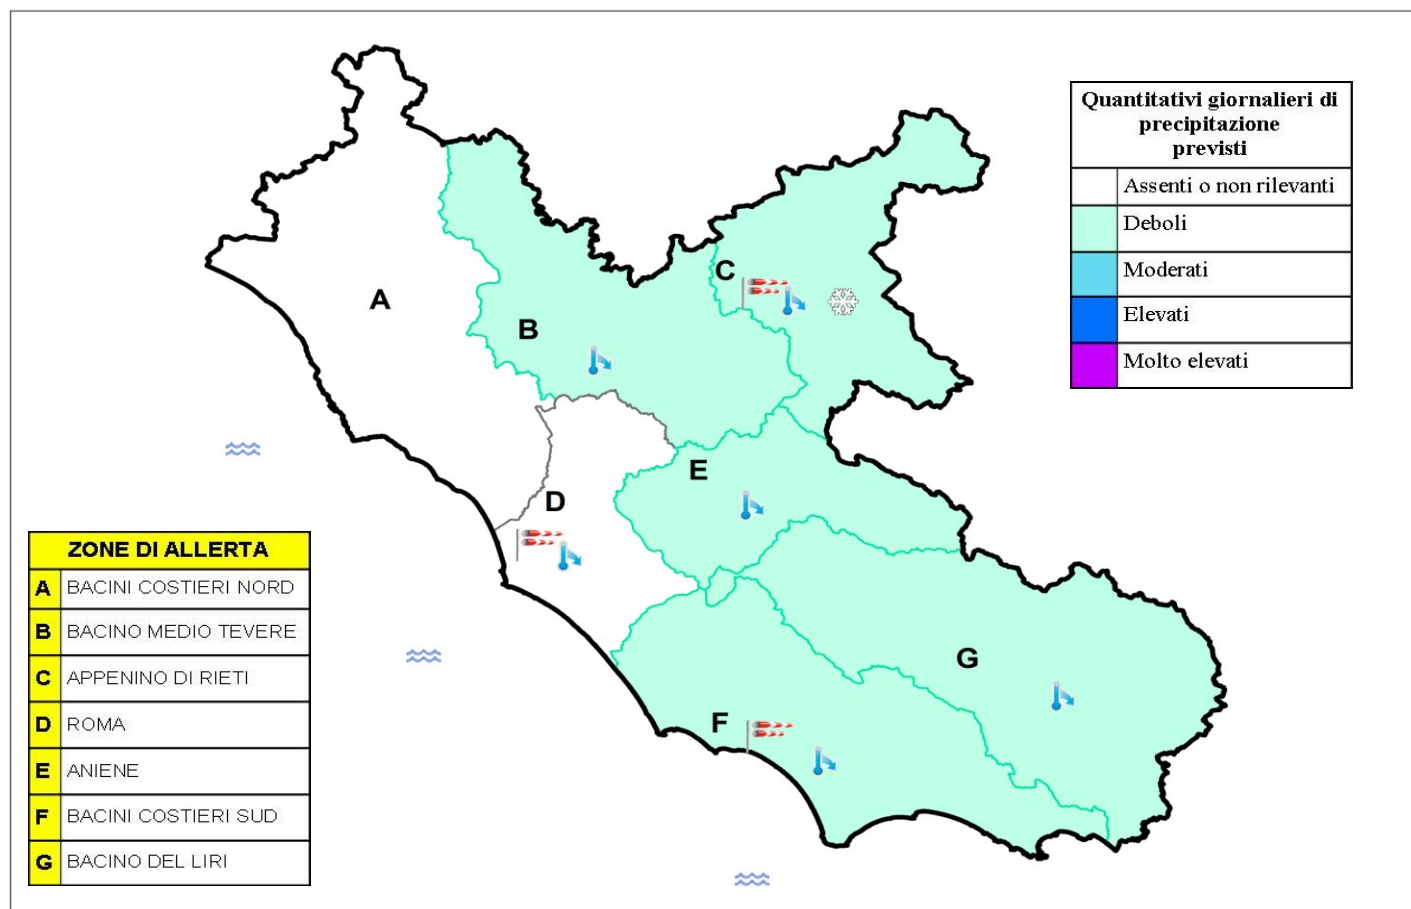 Quantitativi giornalieri di
precipitazione
previsti
Assenti o non rilevanti
Deboli
Moderati
Elevati
Molto elevati
A
B
C
D
E
F
G
ZONE DI ALLERTA
A BACINI COSTIERI NORD
B BACINO MEDIO TEVERE
C APPENINO DI RIETI
D ROMA
E ANIENE
F BACINI COSTIERI SUD
G BACINO DEL LIRI